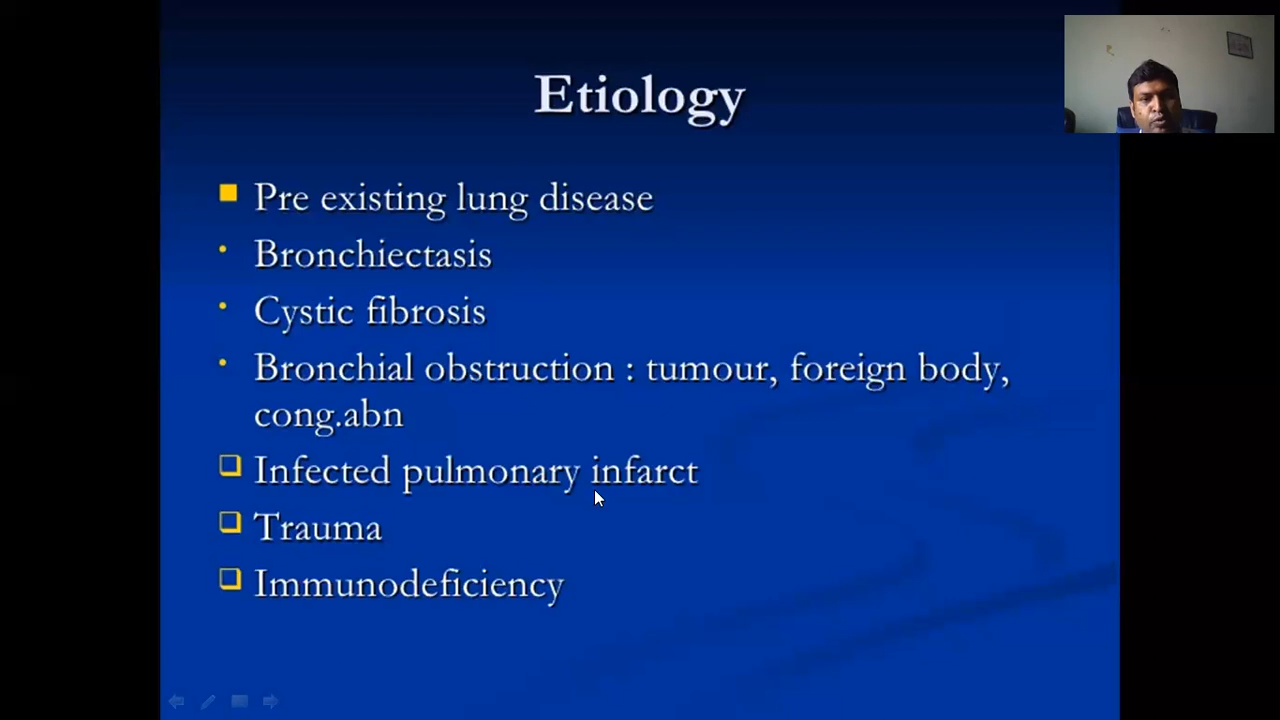 Etiology
Pre existing lung disease
Bronchiectasis
Cystic fibrosis
Bronchial obstruction : tumour, foreign body,
cong.abn
Infected pulmonary infarct
Trauma
Immunodeficiency